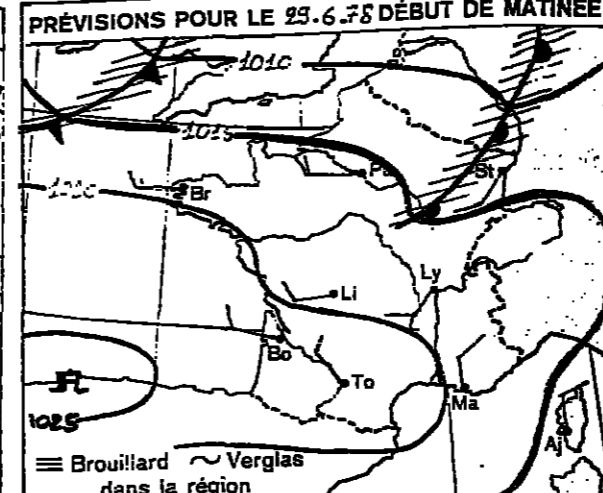 PRÉVISIONS POUR LE 29.6.78 DÉBUT DE MATINÉE
1010
1015
Pa
St
1020
Br
Ly
Li
Bo
To
Ma
1025
Aj
≡ Brouillard ~ Verglas
dans la région